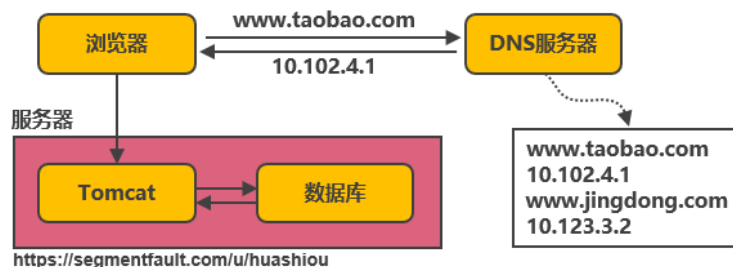 www.taobao.com
浏览器
DNS服务器
10.102.4.1
服务器
Tomcat
数据库
www.taobao.com
10.102.4.1
www.jingdong.com
10.123.3.2
https://segmentfault.com/u/huashiou